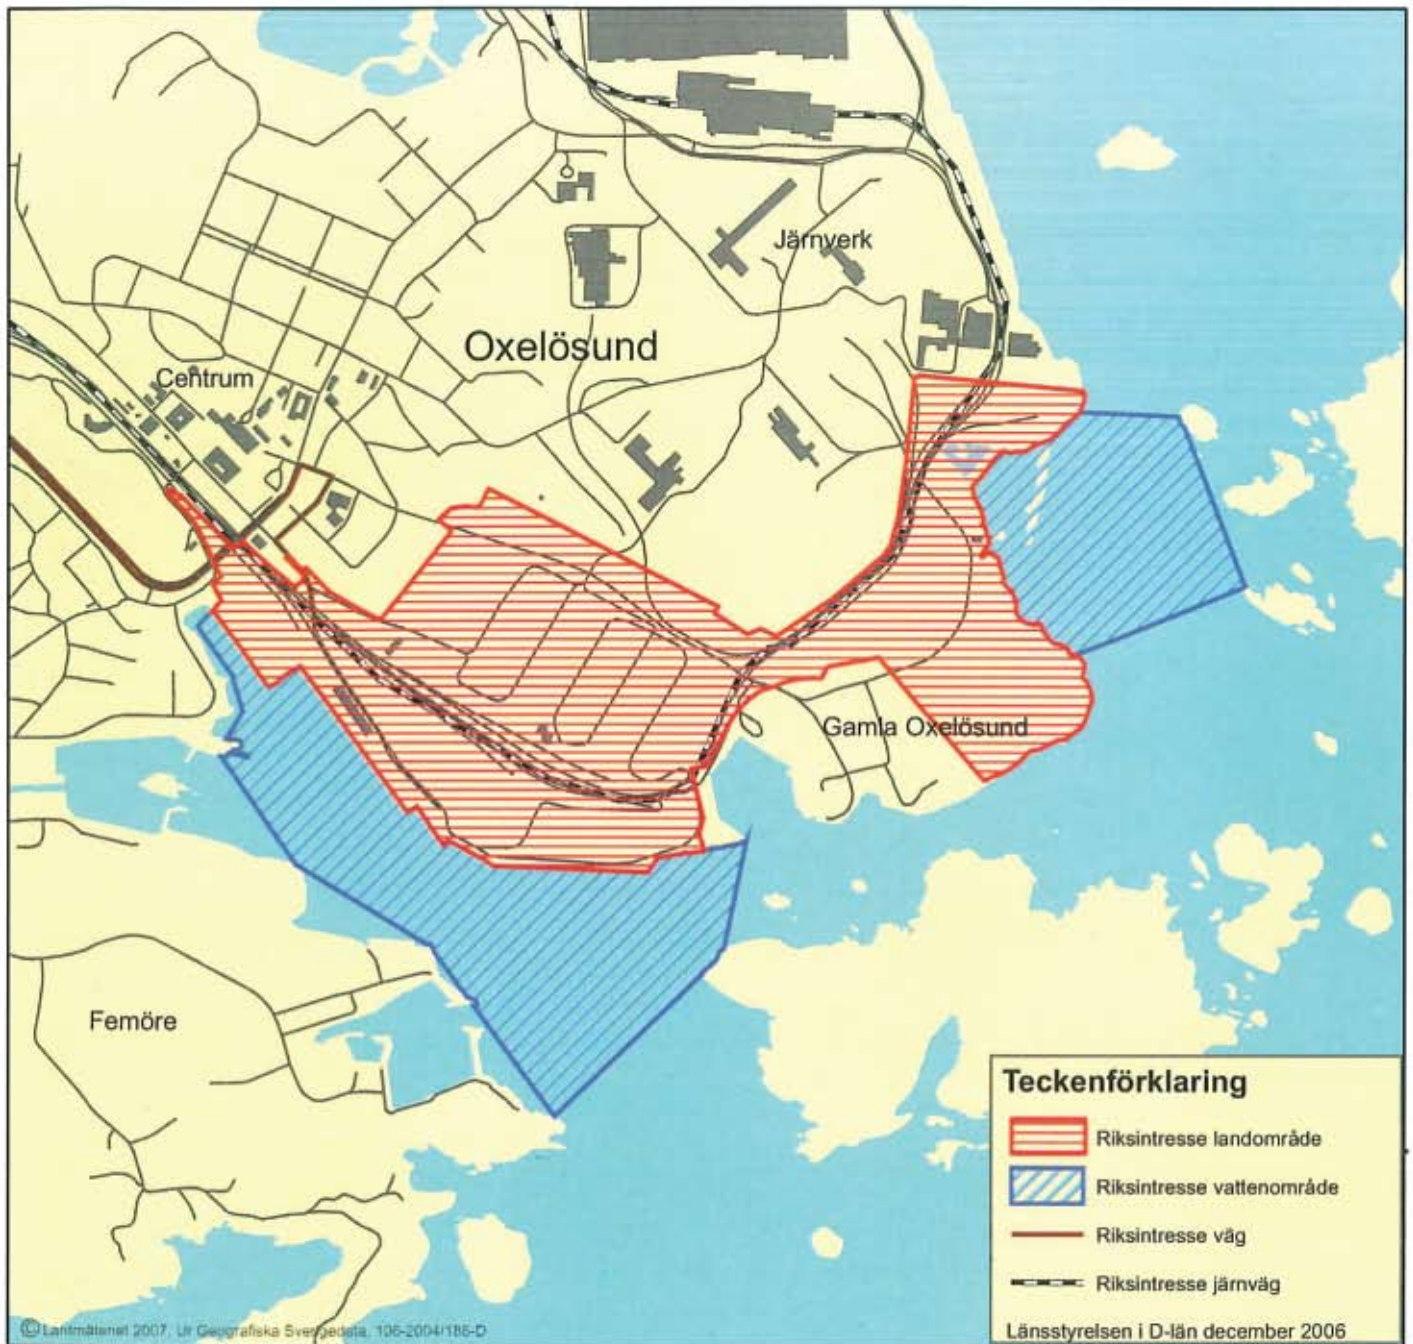 Järnverk
Oxelösund
Centrum
Gamla Oxelösund
Femöre
Teckenförklaring
Riksintresse landområde
Riksintresse vattenområde
Riksintresse väg
Riksintresse järnväg
Länsstyrelsen i D-län december 2006
© Lantmäteriet 2007, Ur Geografiska Sverigedata, 106-2004/188-D